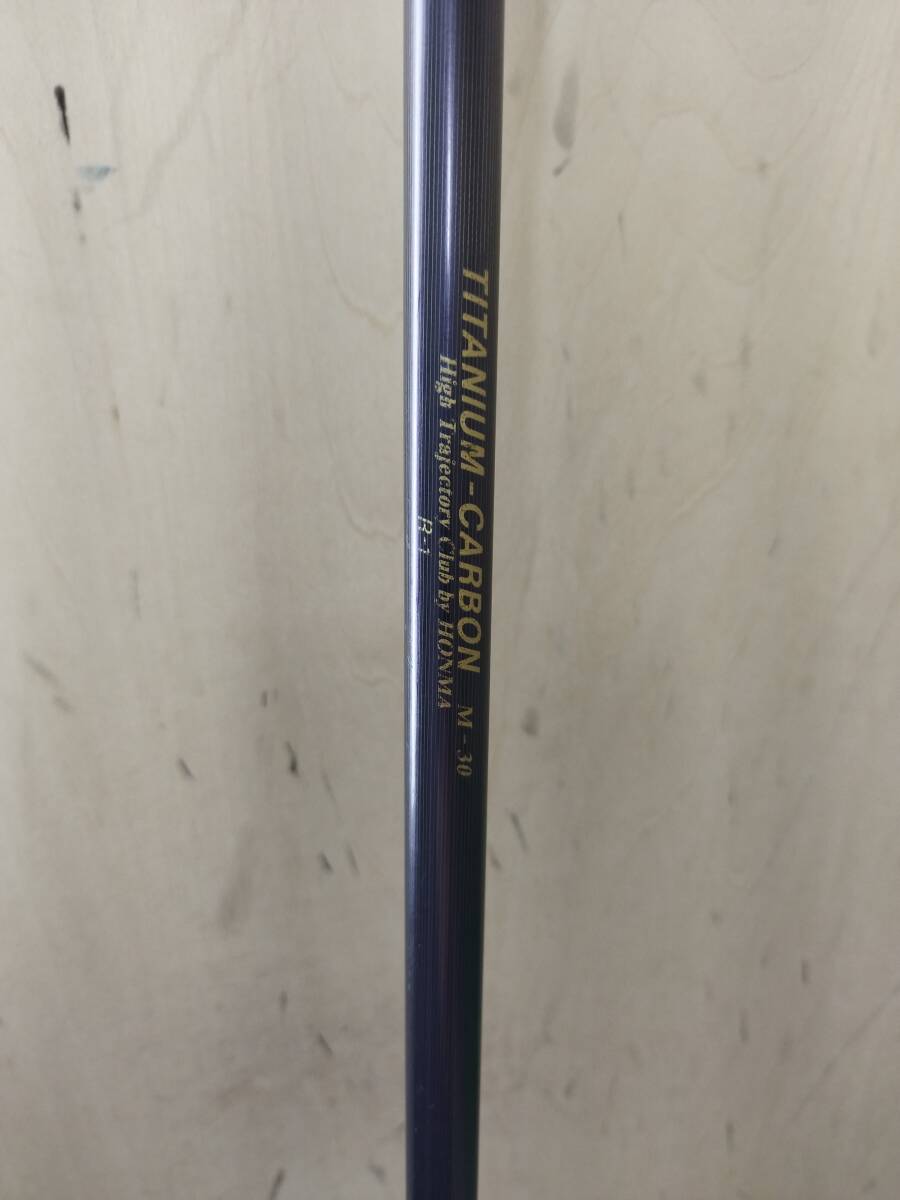 TITANIUM-CARBON M-30
High Trajectory Club by HONMA
R-1